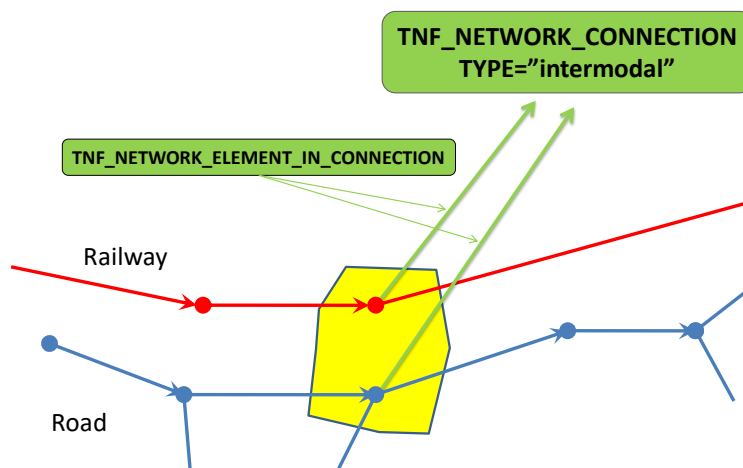 TNF_NETWORK_CONNECTION
TYPE=”intermodal”
TNF_NETWORK_ELEMENT_IN_CONNECTION
Railway
Road